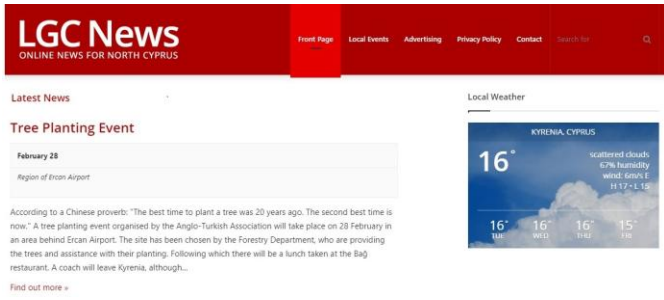 LGC News
ONLINE NEWS FOR NORTH CYPRUS
Front Page Local Events Advertising Privacy Policy Contact Search for
Latest News
Tree Planting Event
February 28
Region of Ercan Airport
According to a Chinese proverb: "The best time to plant a tree was 20 years ago. The second best time is
now." A tree planting event organised by the Anglo-Turkish Association will take place on 28 February in
an area behind Ercan Airport. The site has been chosen by the Forestry Department, who are providing
the trees and assistance with their planting. Following which there will be a lunch taken at the Bağ
restaurant. A coach will leave Kyrenia, although...
Find out more »
Local Weather
KYRENIA, CYPRUS
16°
scattered clouds
67% humidity
wind: 6m/s E
H 17 • L 15
16° 16° 16° 15°
TUE WED THU FRI